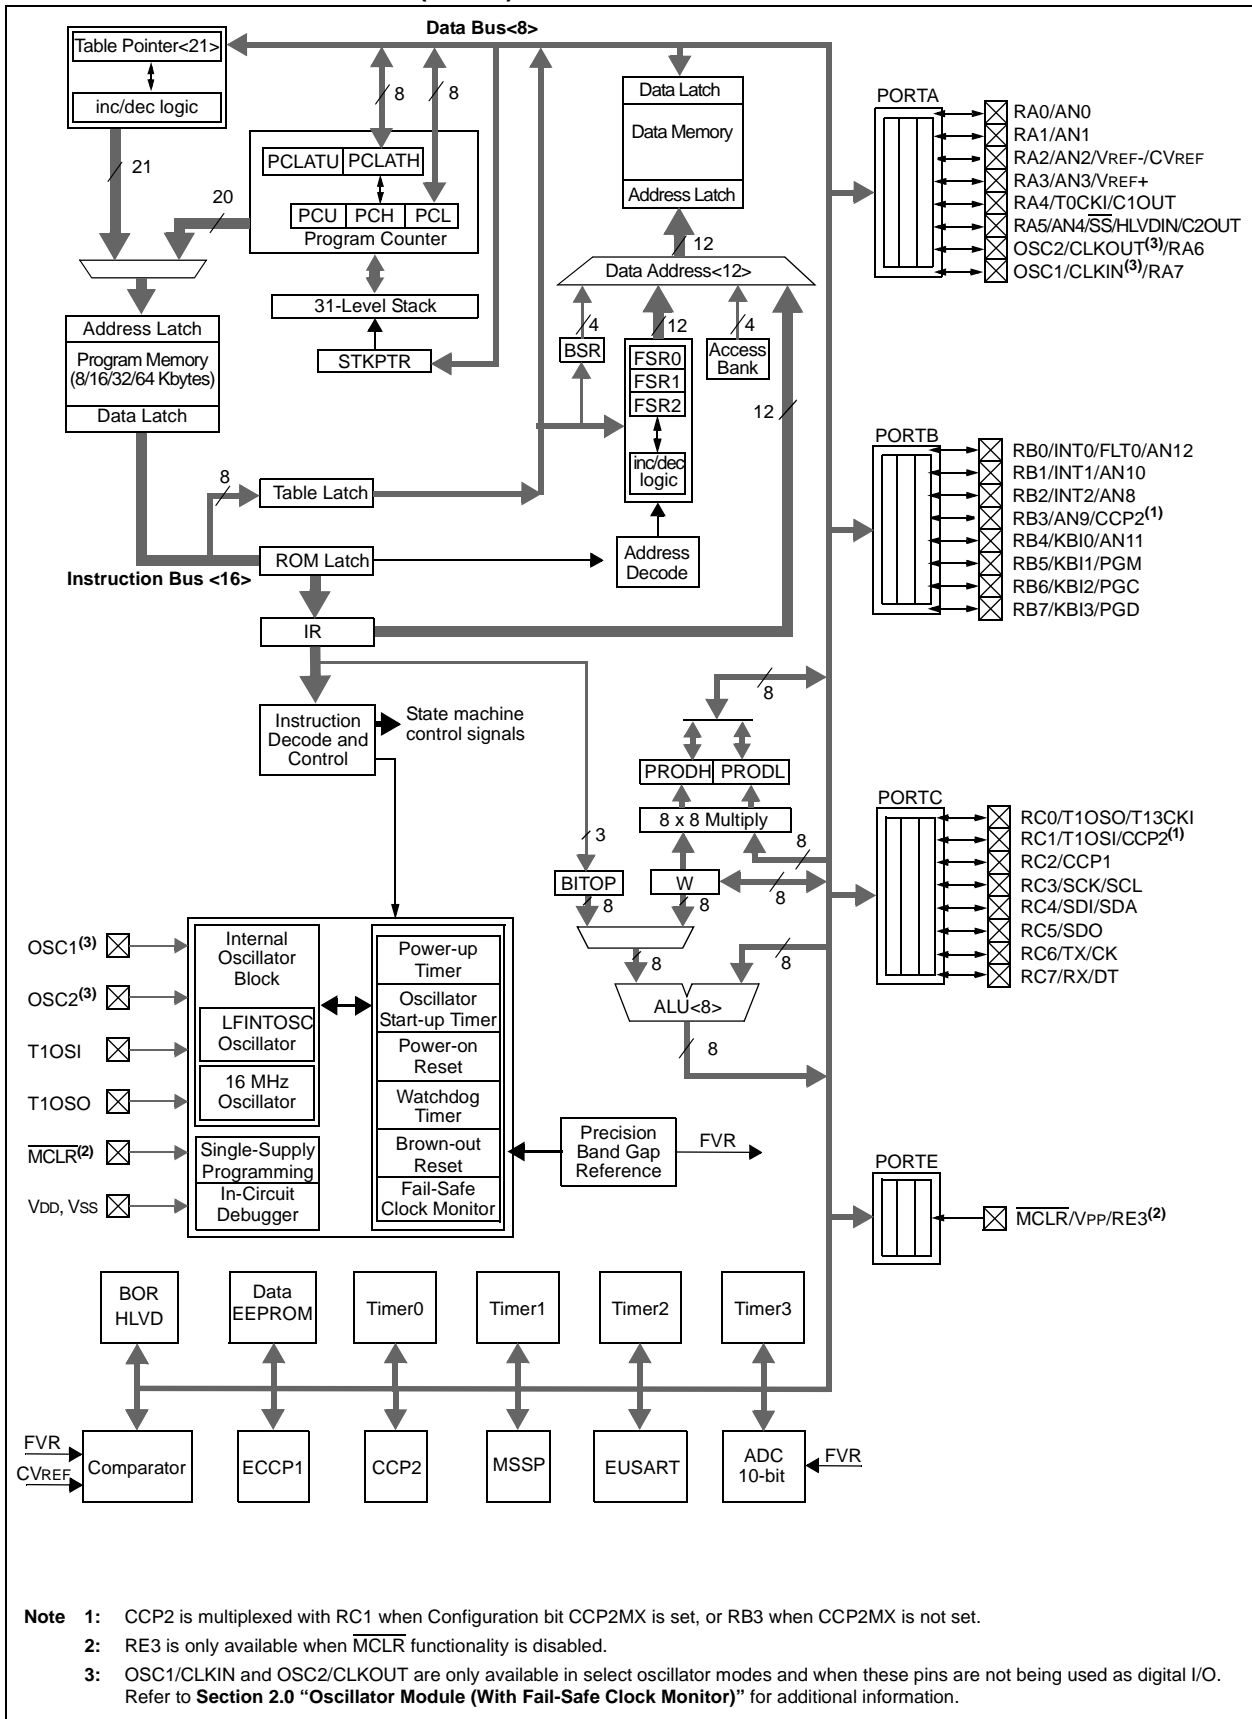 Data Bus<8>
Table Pointer<21>
inc/dec logic
21
20
8
8
PCLATU PCLATH
PCU PCH PCL
Program Counter
31-Level Stack
STKPTR
Address Latch
Program Memory
(8/16/32/64 Kbytes)
Data Latch
8
Table Latch
ROM Latch
Instruction Bus <16>
IR
Data Latch
Data Memory
Address Latch
12
Data Address<12>
4
12
4
BSR
FSR0
FSR1
FSR2
inc/dec
logic
Access
Bank
12
Address
Decode
Instruction
Decode and
Control
State machine
control signals
8
PRODH PRODL
8 x 8 Multiply
3
8
BITOP
W
8
8
8
8
8
ALU<8>
8
PORTA
RA0/AN0
RA1/AN1
RA2/AN2/VREF-/CVREF
RA3/AN3/VREF+
RA4/T0CKI/C1OUT
RA5/AN4/SS/HLVDIN/C2OUT
OSC2/CLKOUT(3)/RA6
OSC1/CLKIN(3)/RA7
PORTB
RB0/INT0/FLT0/AN12
RB1/INT1/AN10
RB2/INT2/AN8
RB3/AN9/CCP2(1)
RB4/KBI0/AN11
RB5/KBI1/PGM
RB6/KBI2/PGC
RB7/KBI3/PGD
PORTC
RC0/T1OSO/T13CKI
RC1/T1OSI/CCP2(1)
RC2/CCP1
RC3/SCK/SCL
RC4/SDI/SDA
RC5/SDO
RC6/TX/CK
RC7/RX/DT
PORTE
MCLR/VPP/RE3(2)
OSC1(3)
OSC2(3)
T1OSI
T1OSO
MCLR(2)
VDD, VSS
Internal
Oscillator
Block
LFINTOSC
Oscillator
16 MHz
Oscillator
Single-Supply
Programming
In-Circuit
Debugger
Power-up
Timer
Oscillator
Start-up Timer
Power-on
Reset
Watchdog
Timer
Brown-out
Reset
Fail-Safe
Clock Monitor
Precision
Band Gap
Reference
FVR
BOR
HLVD
Data
EEPROM
Timer0
Timer1
Timer2
Timer3
FVR
CVREF
Comparator
ECCP1
CCP2
MSSP
EUSART
ADC
10-bit
FVR
Note 1: CCP2 is multiplexed with RC1 when Configuration bit CCP2MX is set, or RB3 when CCP2MX is not set.
2: RE3 is only available when MCLR functionality is disabled.
3: OSC1/CLKIN and OSC2/CLKOUT are only available in select oscillator modes and when these pins are not being used as digital I/O.
Refer to Section 2.0 “Oscillator Module (With Fail-Safe Clock Monitor)” for additional information.